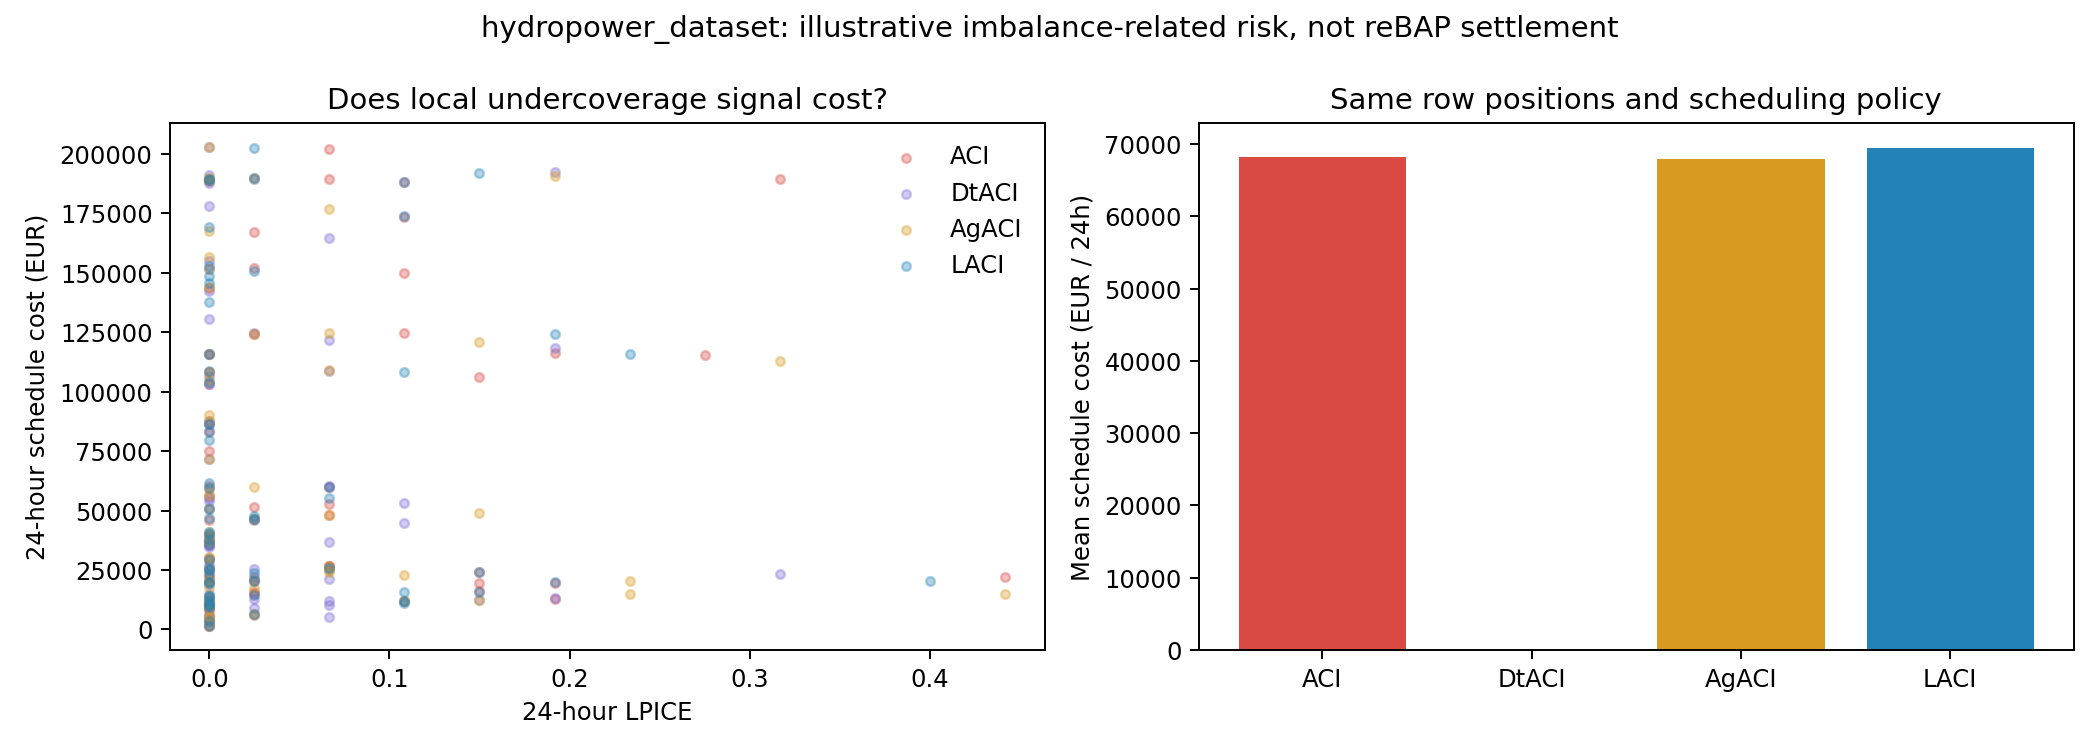 hydropower_dataset: illustrative imbalance-related risk, not reBAP settlement
Does local undercoverage signal cost?
24-hour schedule cost (EUR)
200000
175000
150000
125000
100000
75000
50000
25000
0
0.0
0.1
0.2
0.3
0.4
24-hour LPICE
ACI
DtACI
AgACI
LACI
Same row positions and scheduling policy
Mean schedule cost (EUR / 24h)
70000
60000
50000
40000
30000
20000
10000
0
ACI
DtACI
AgACI
LACI